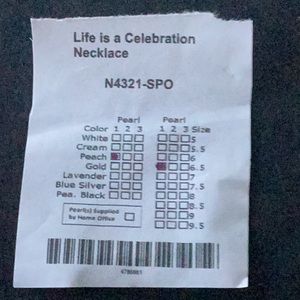 Life is a Celebration
Necklace
N4321-SPO
Pearl Pearl
Color 1 2 3 1 2 3 Size
White 5
Cream 5.5
Peach 6
Gold 6.5
Lavender 7
Blue Silver 7.5
Pea. Black 8
8.5
9
9.5
Pearl(s) Supplied
by Home Office